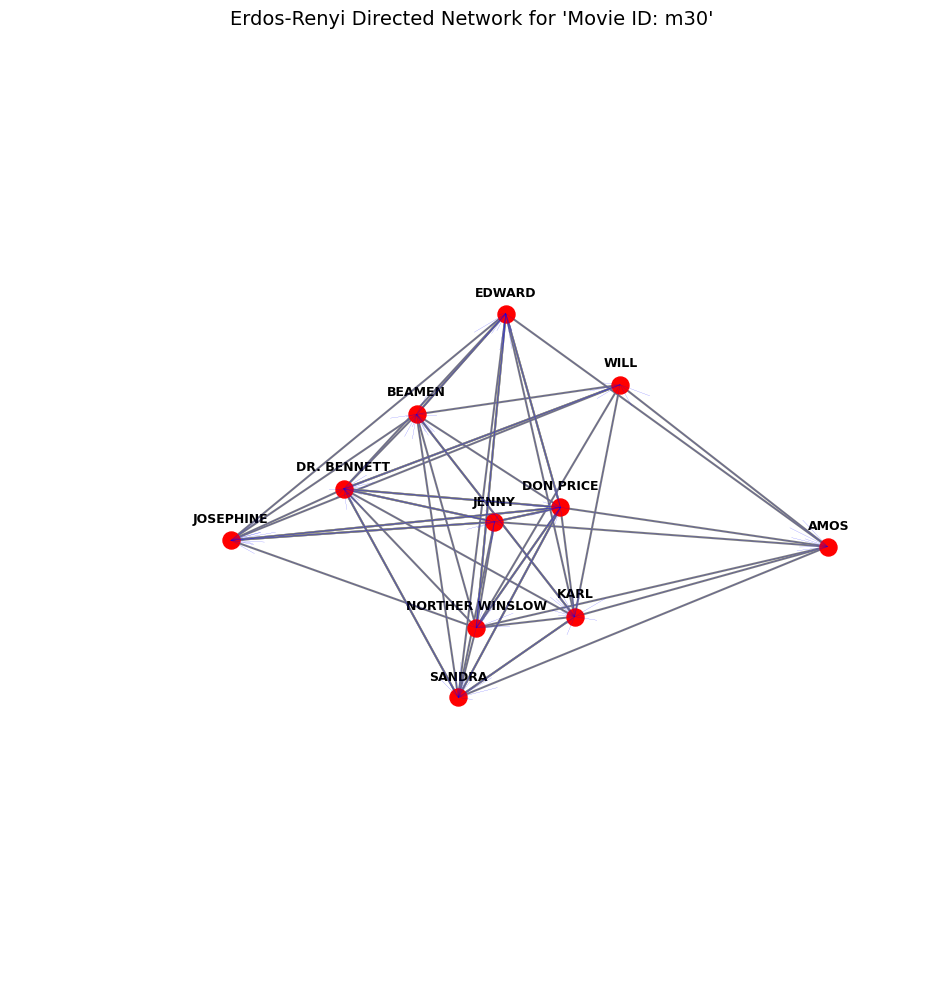 Erdos-Renyi Directed Network for 'Movie ID: m30'
EDWARD
WILL
BEAMEN
DR. BENNETT
DON PRICE
JENNY
JOSEPHINE
AMOS
KARL
NORTHER WINSLOW
SANDRA